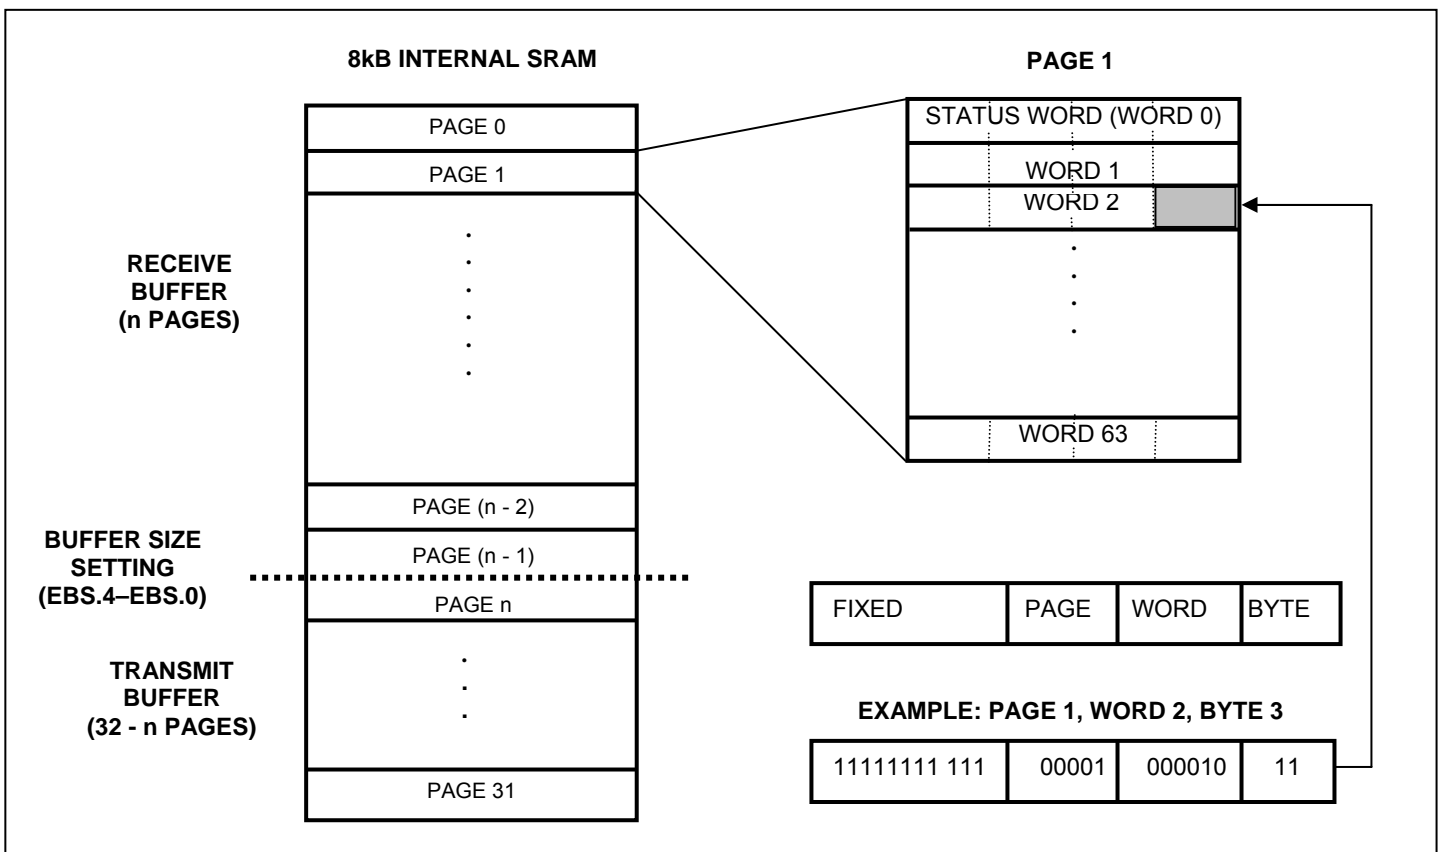 8kB INTERNAL SRAM
PAGE 0
PAGE 1
RECEIVE
BUFFER
(n PAGES)
PAGE (n - 2)
PAGE (n - 1)
BUFFER SIZE
SETTING
(EBS.4–EBS.0)
PAGE n
TRANSMIT
BUFFER
(32 - n PAGES)
PAGE 31
PAGE 1
STATUS WORD (WORD 0)
WORD 1
WORD 2
WORD 63
FIXED PAGE WORD BYTE
EXAMPLE: PAGE 1, WORD 2, BYTE 3
11111111 111 00001 000010 11